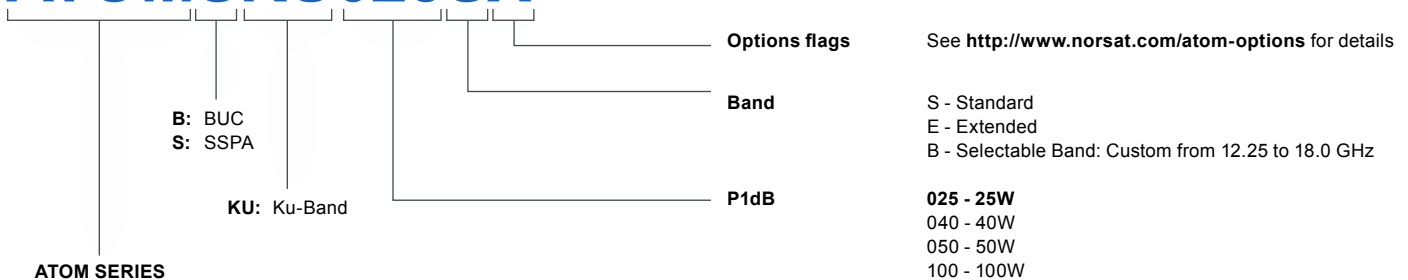 Options flags See http://www.norsat.com/atom-options for details
Band S - Standard
E - Extended
B - Selectable Band: Custom from 12.25 to 18.0 GHz
B: BUC
S: SSPA
P1dB 025 - 25W
KU: Ku-Band
040 - 40W
050 - 50W
ATOM SERIES 100 - 100W